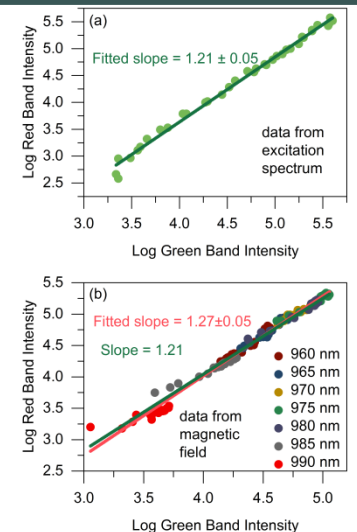 (a)
Fitted slope = 1.21 ± 0.05
data from
excitation
spectrum
Log Red Band Intensity
5.5
5.0
4.5
4.0
3.5
3.0
2.5
3.0 3.5 4.0 4.5 5.0 5.5
Log Green Band Intensity
(b)
Fitted slope = 1.27±0.05
Slope = 1.21
data from
magnetic
field
960 nm
965 nm
970 nm
975 nm
980 nm
985 nm
990 nm
Log Red Band Intensity
5.5
5.0
4.5
4.0
3.5
3.0
2.5
3.0 3.5 4.0 4.5 5.0
Log Green Band Intensity